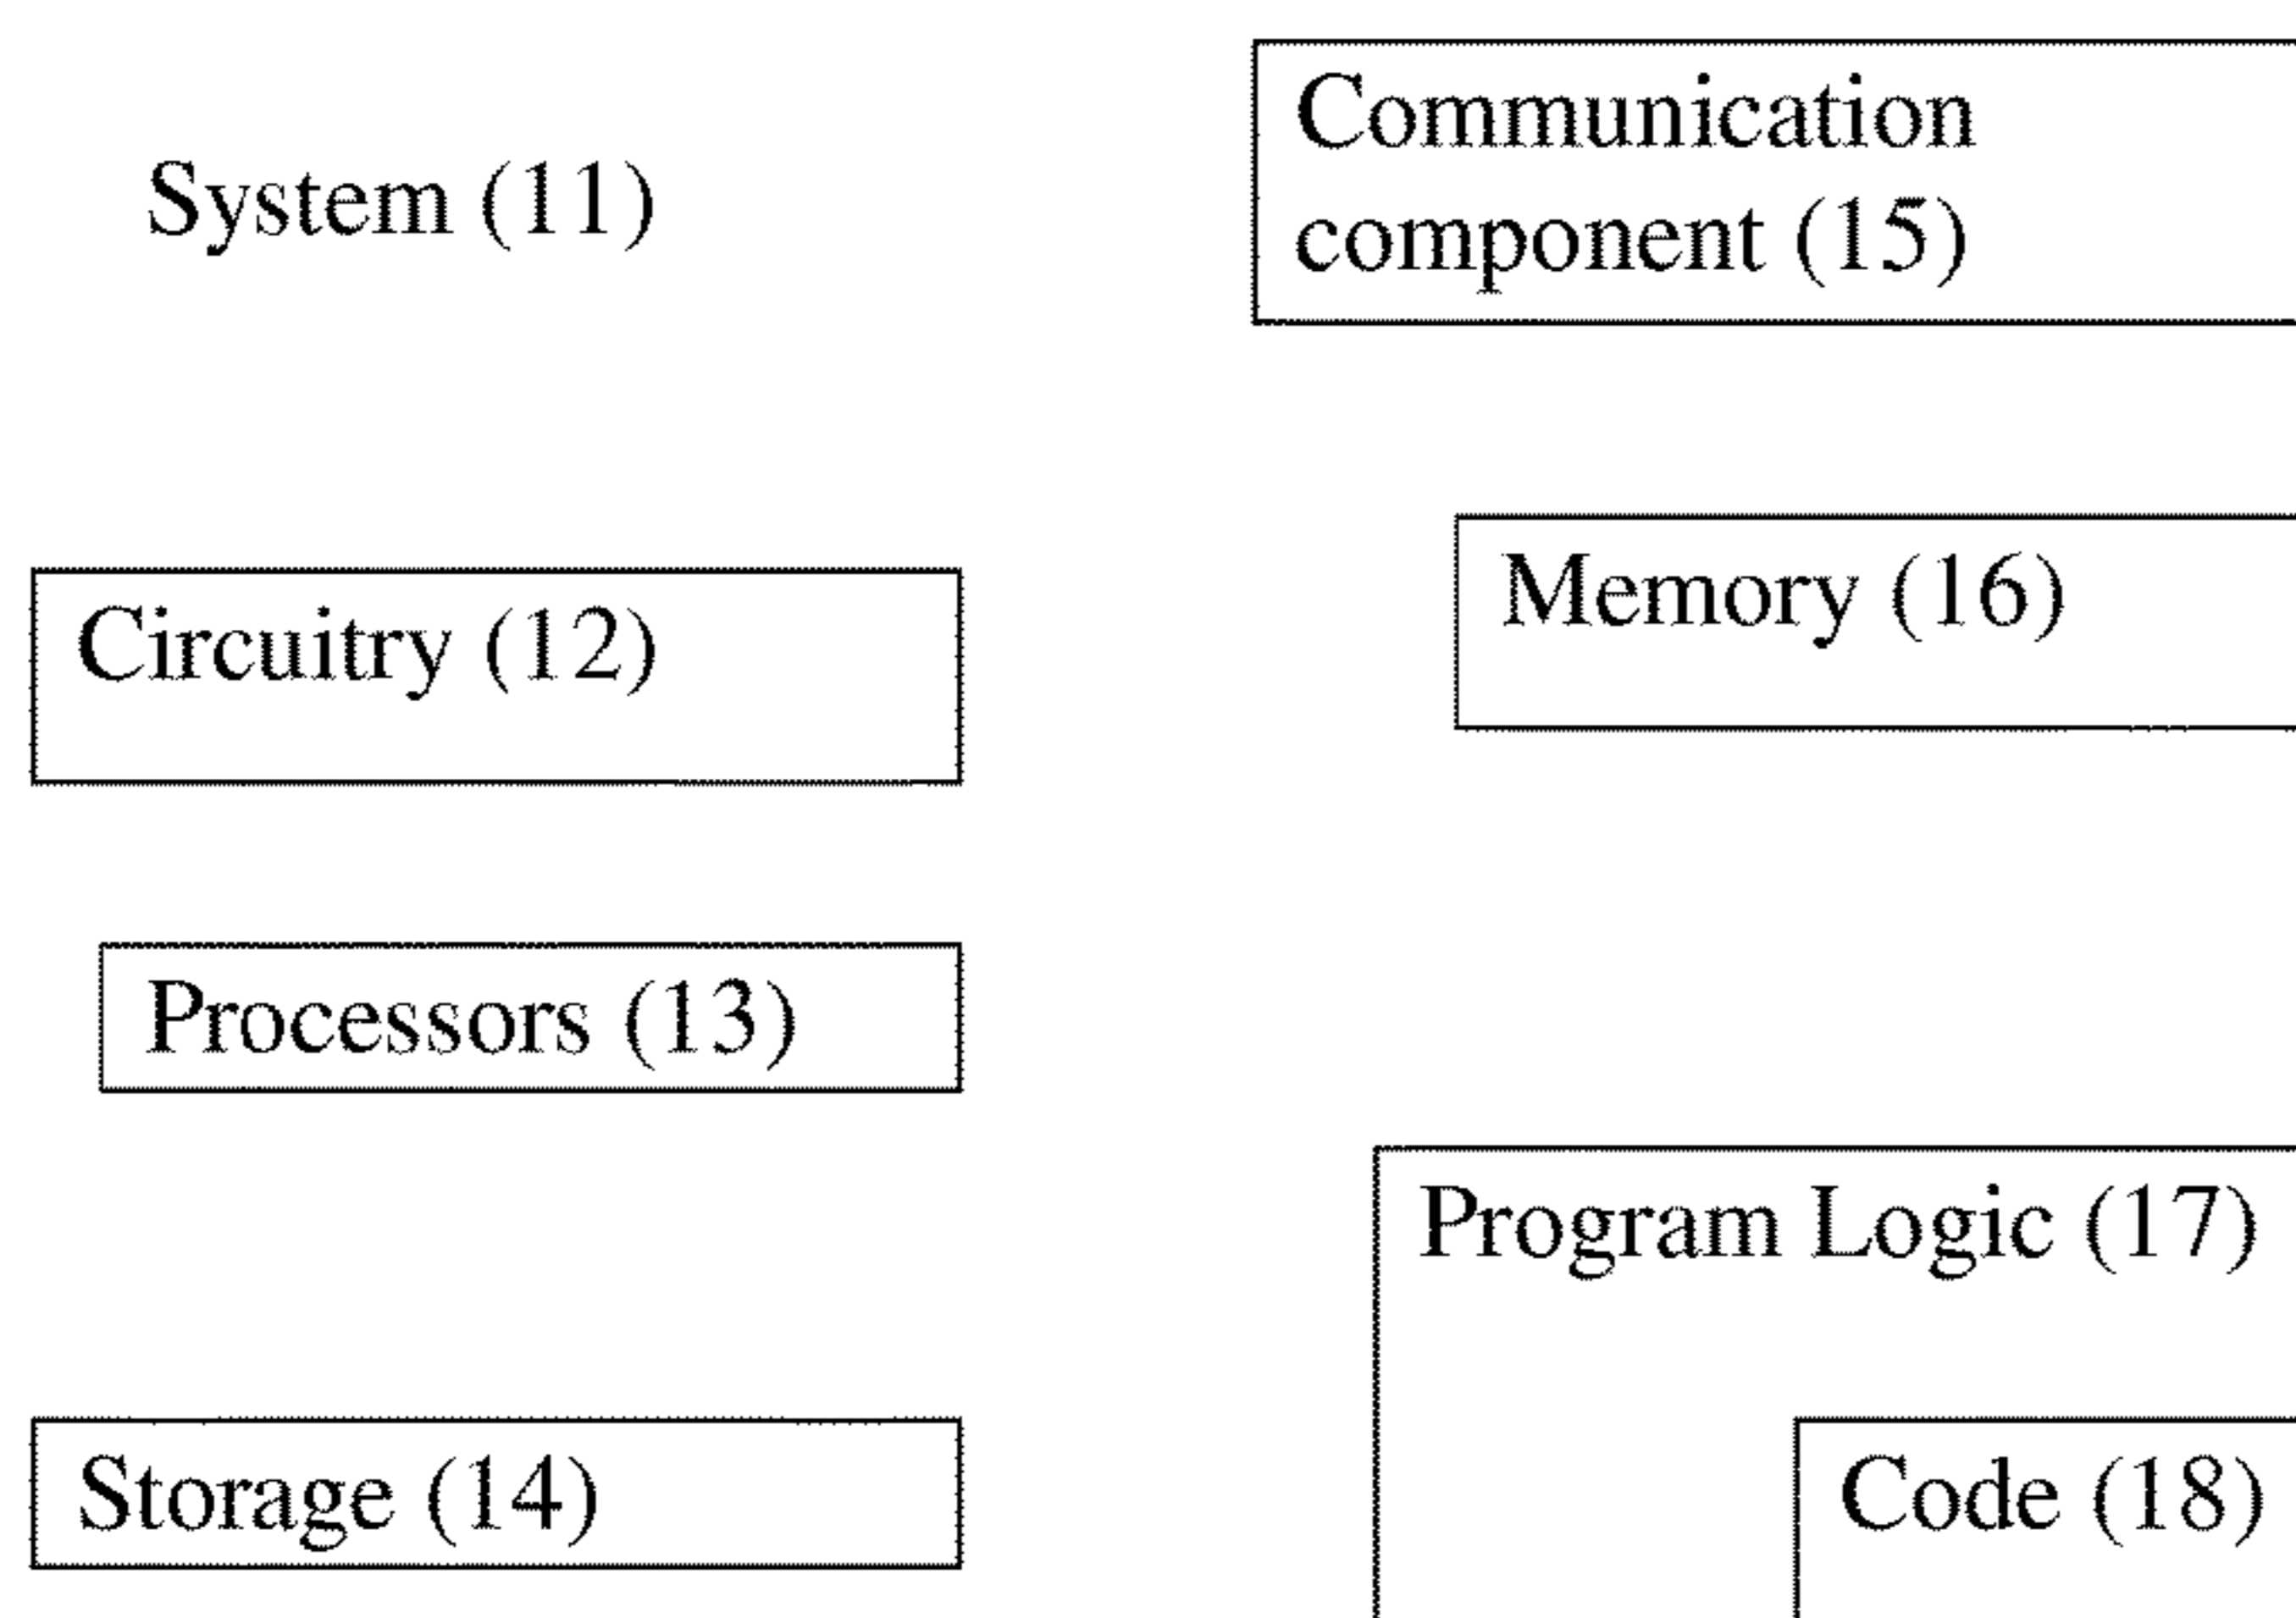 System (11)
Communication
component (15)
Circuitry (12)
Memory (16)
Processors (13)
Program Logic (17)
Storage (14)
Code (18)